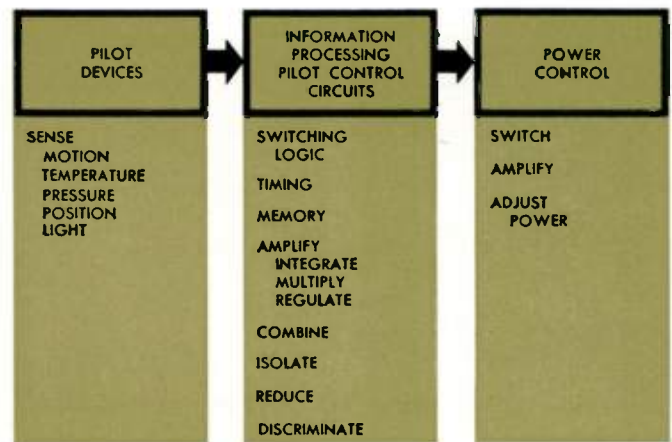 PILOT
DEVICES
SENSE
MOTION
TEMPERATURE
PRESSURE
POSITION
LIGHT
INFORMATION
PROCESSING
PILOT CONTROL
CIRCUITS
SWITCHING
LOGIC
TIMING
MEMORY
AMPLIFY
INTEGRATE
MULTIPLY
REGULATE
COMBINE
ISOLATE
REDUCE
DISCRIMINATE
POWER
CONTROL
SWITCH
AMPLIFY
ADJUST
POWER